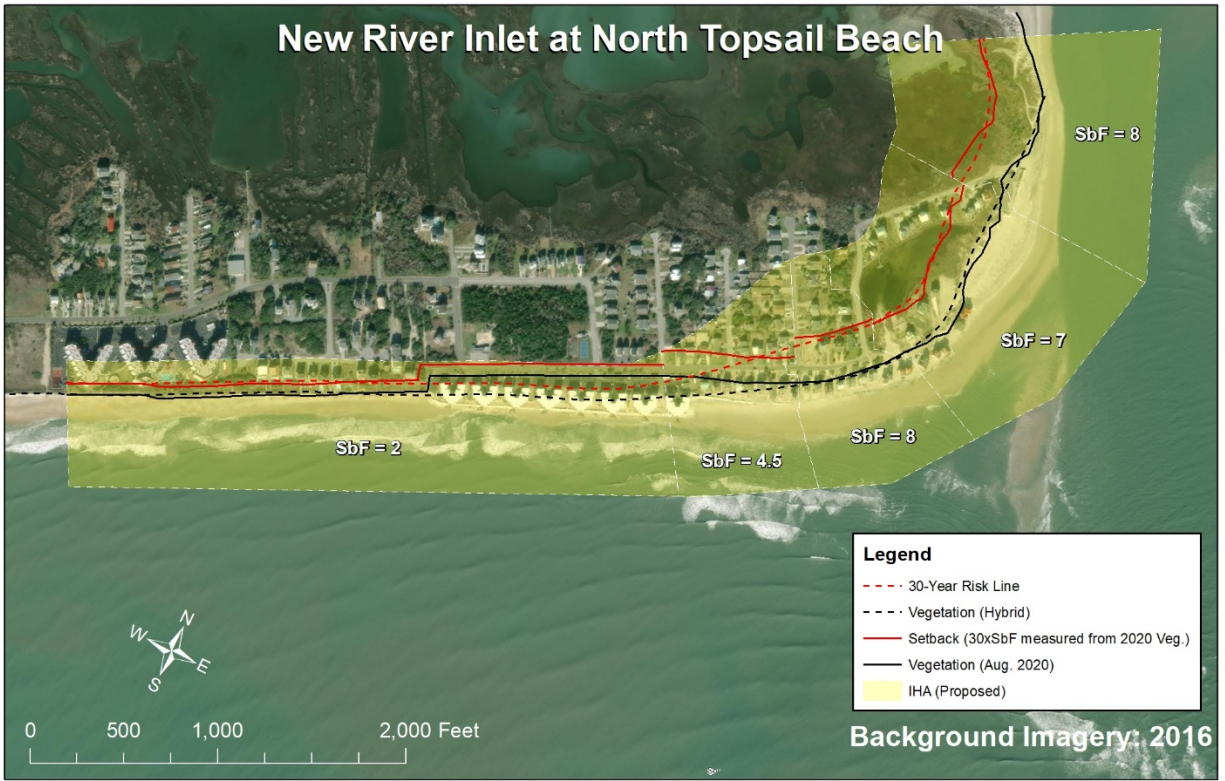 New River Inlet at North Topsail Beach
SbF = 8
SbF = 7
SbF = 8
SbF = 4.5
SbF = 2
Legend
30-Year Risk Line
Vegetation (Hybrid)
Setback (30xSbF measured from 2020 Veg.)
Vegetation (Aug. 2020)
IHA (Proposed)
N
W
E
S
0 500 1,000 2,000 Feet
Background Imagery: 2016